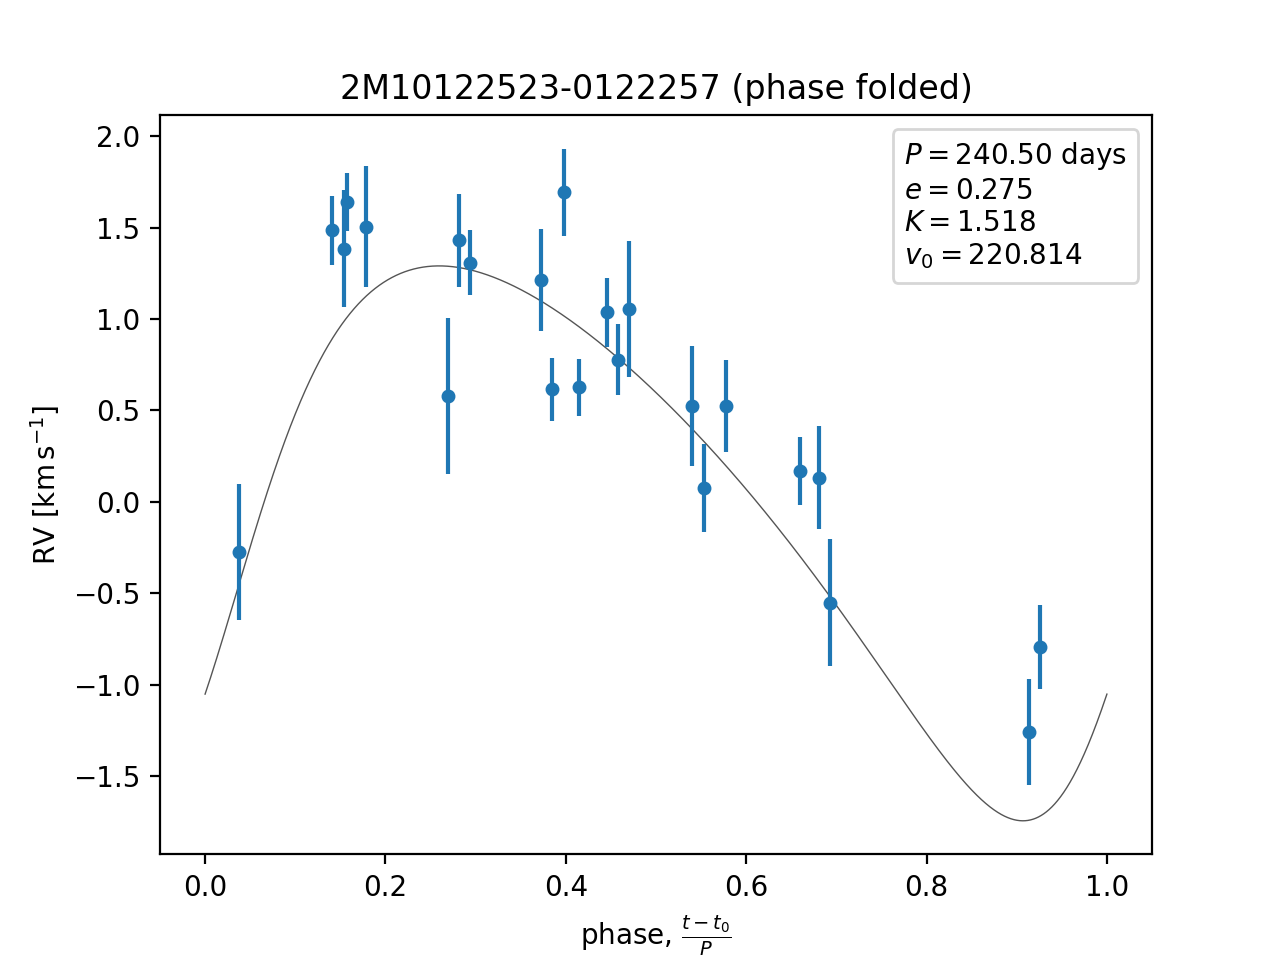 2M10122523-0122257 (phase folded)
P = 240.50 days
e = 0.275
K = 1.518
v₀ = 220.814
2.0
1.5
1.0
0.5
0.0
−0.5
−1.0
−1.5
RV [km s⁻¹]
0.0 0.2 0.4 0.6 0.8 1.0
phase, (t − t₀)/P